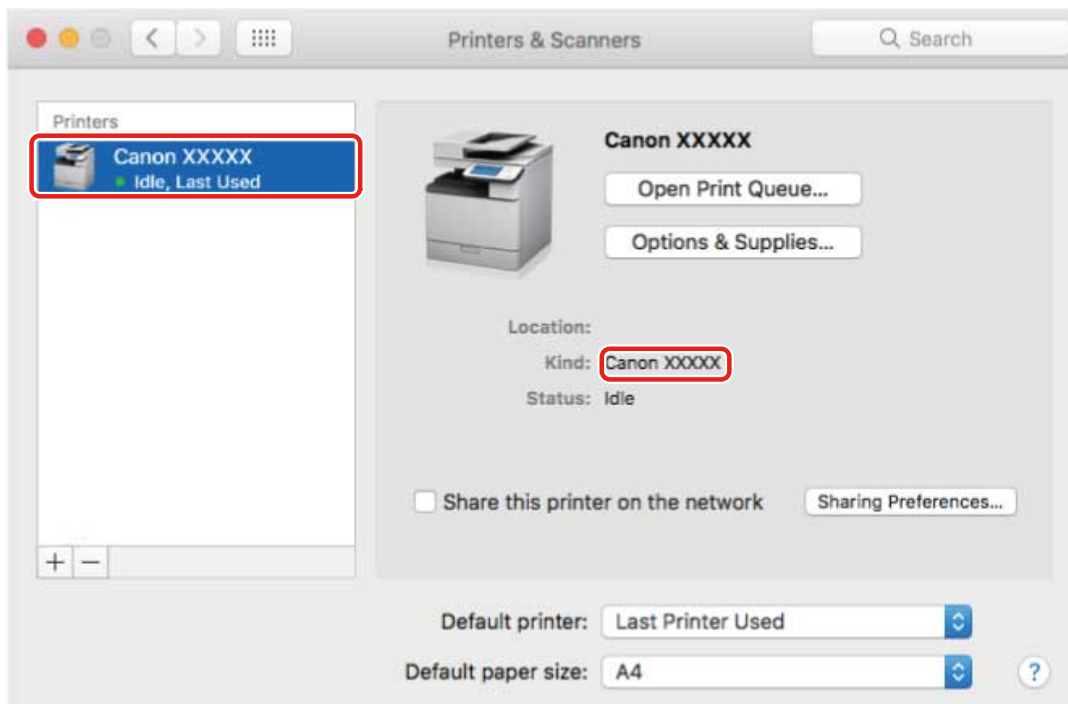 Printers & Scanners
Search
Printers
Canon XXXXX
Idle, Last Used
Canon XXXXX
Open Print Queue...
Options & Supplies...
Location:
Kind: Canon XXXXX
Status: Idle
Share this printer on the network
Sharing Preferences...
+ −
Default printer: Last Printer Used
Default paper size: A4
?